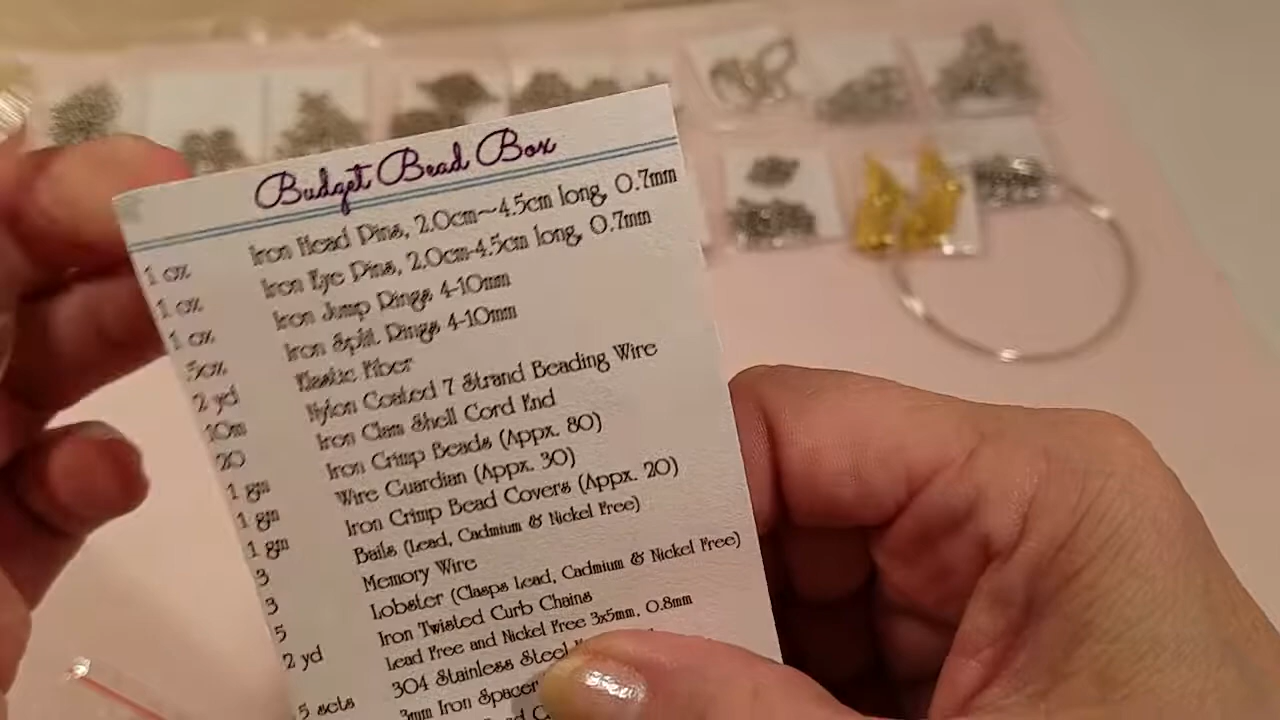 Budget Bead Box
1 oz Iron Head Pins, 2.0cm~4.5cm long, 0.7mm
1 oz Iron Eye Pins, 2.0cm-4.5cm long, 0.7mm
1 oz Iron Jump Rings 4-10mm
.5oz Iron Split Rings 4-10mm
2 yd Elastic Fiber
10m Nylon Coated 7 Strand Beading Wire
20 Iron Clam Shell Cord End
1 gm Iron Crimp Beads (Appx. 80)
1 gm Wire Guardian (Appx. 30)
1 gm Iron Crimp Bead Covers (Appx. 20)
3 Bails (Lead, Cadmium & Nickel Free)
3 Memory Wire
5 Lobster (Clasps Lead, Cadmium & Nickel Free)
2 yd Iron Twisted Curb Chains
Lead Free and Nickel Free 3x5mm, 0.8mm
5 sets 304 Stainless Steel
3mm Iron Spacer